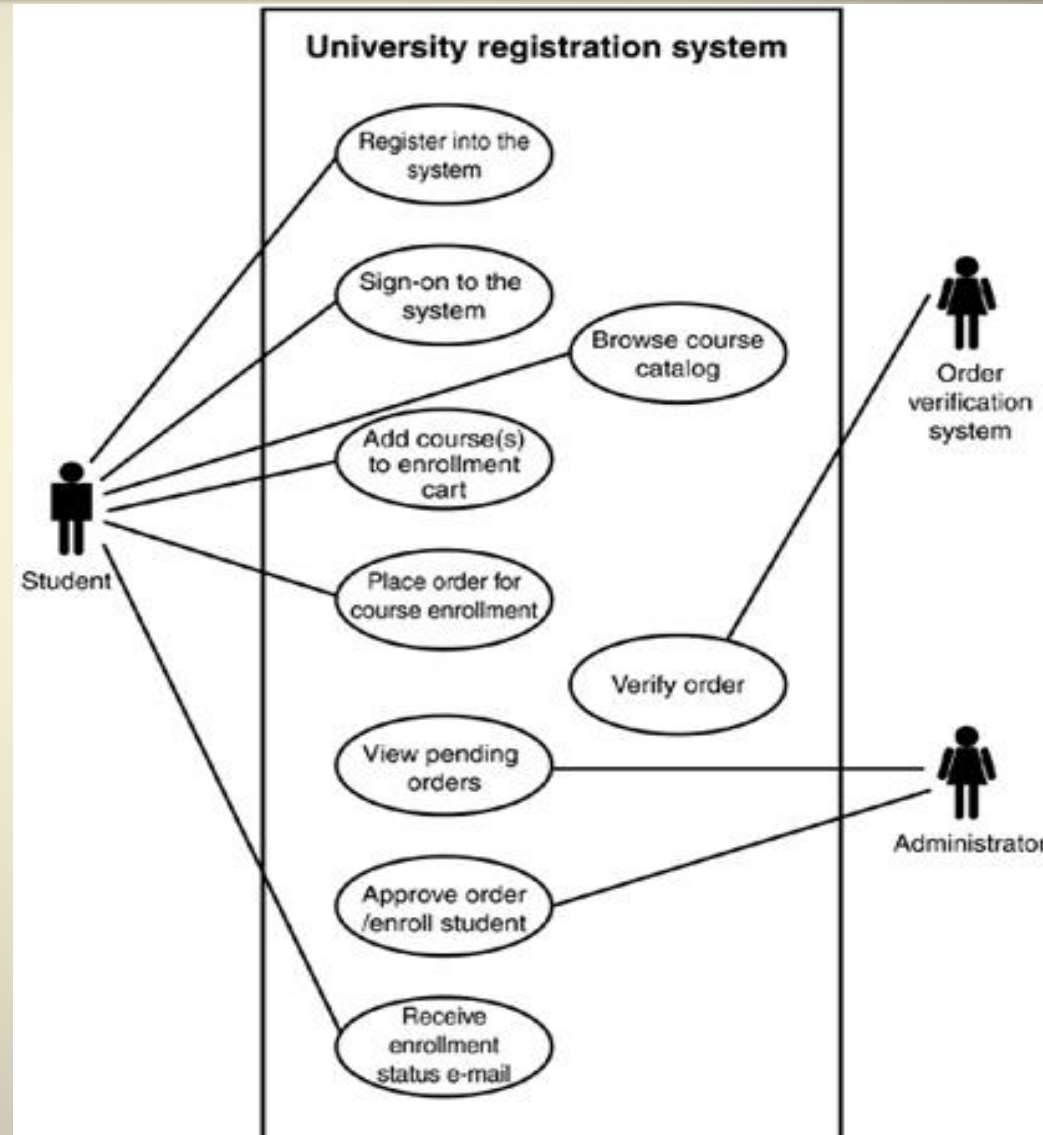 University registration system
Register into the
system
Sign-on to the
system
Browse course
catalog
Order
verification
system
Add course(s)
to enrollment
cart
Student
Place order for
course enrollment
Verify order
View pending
orders
Administrator
Approve order
/enroll student
Receive
enrollment
status e-mail